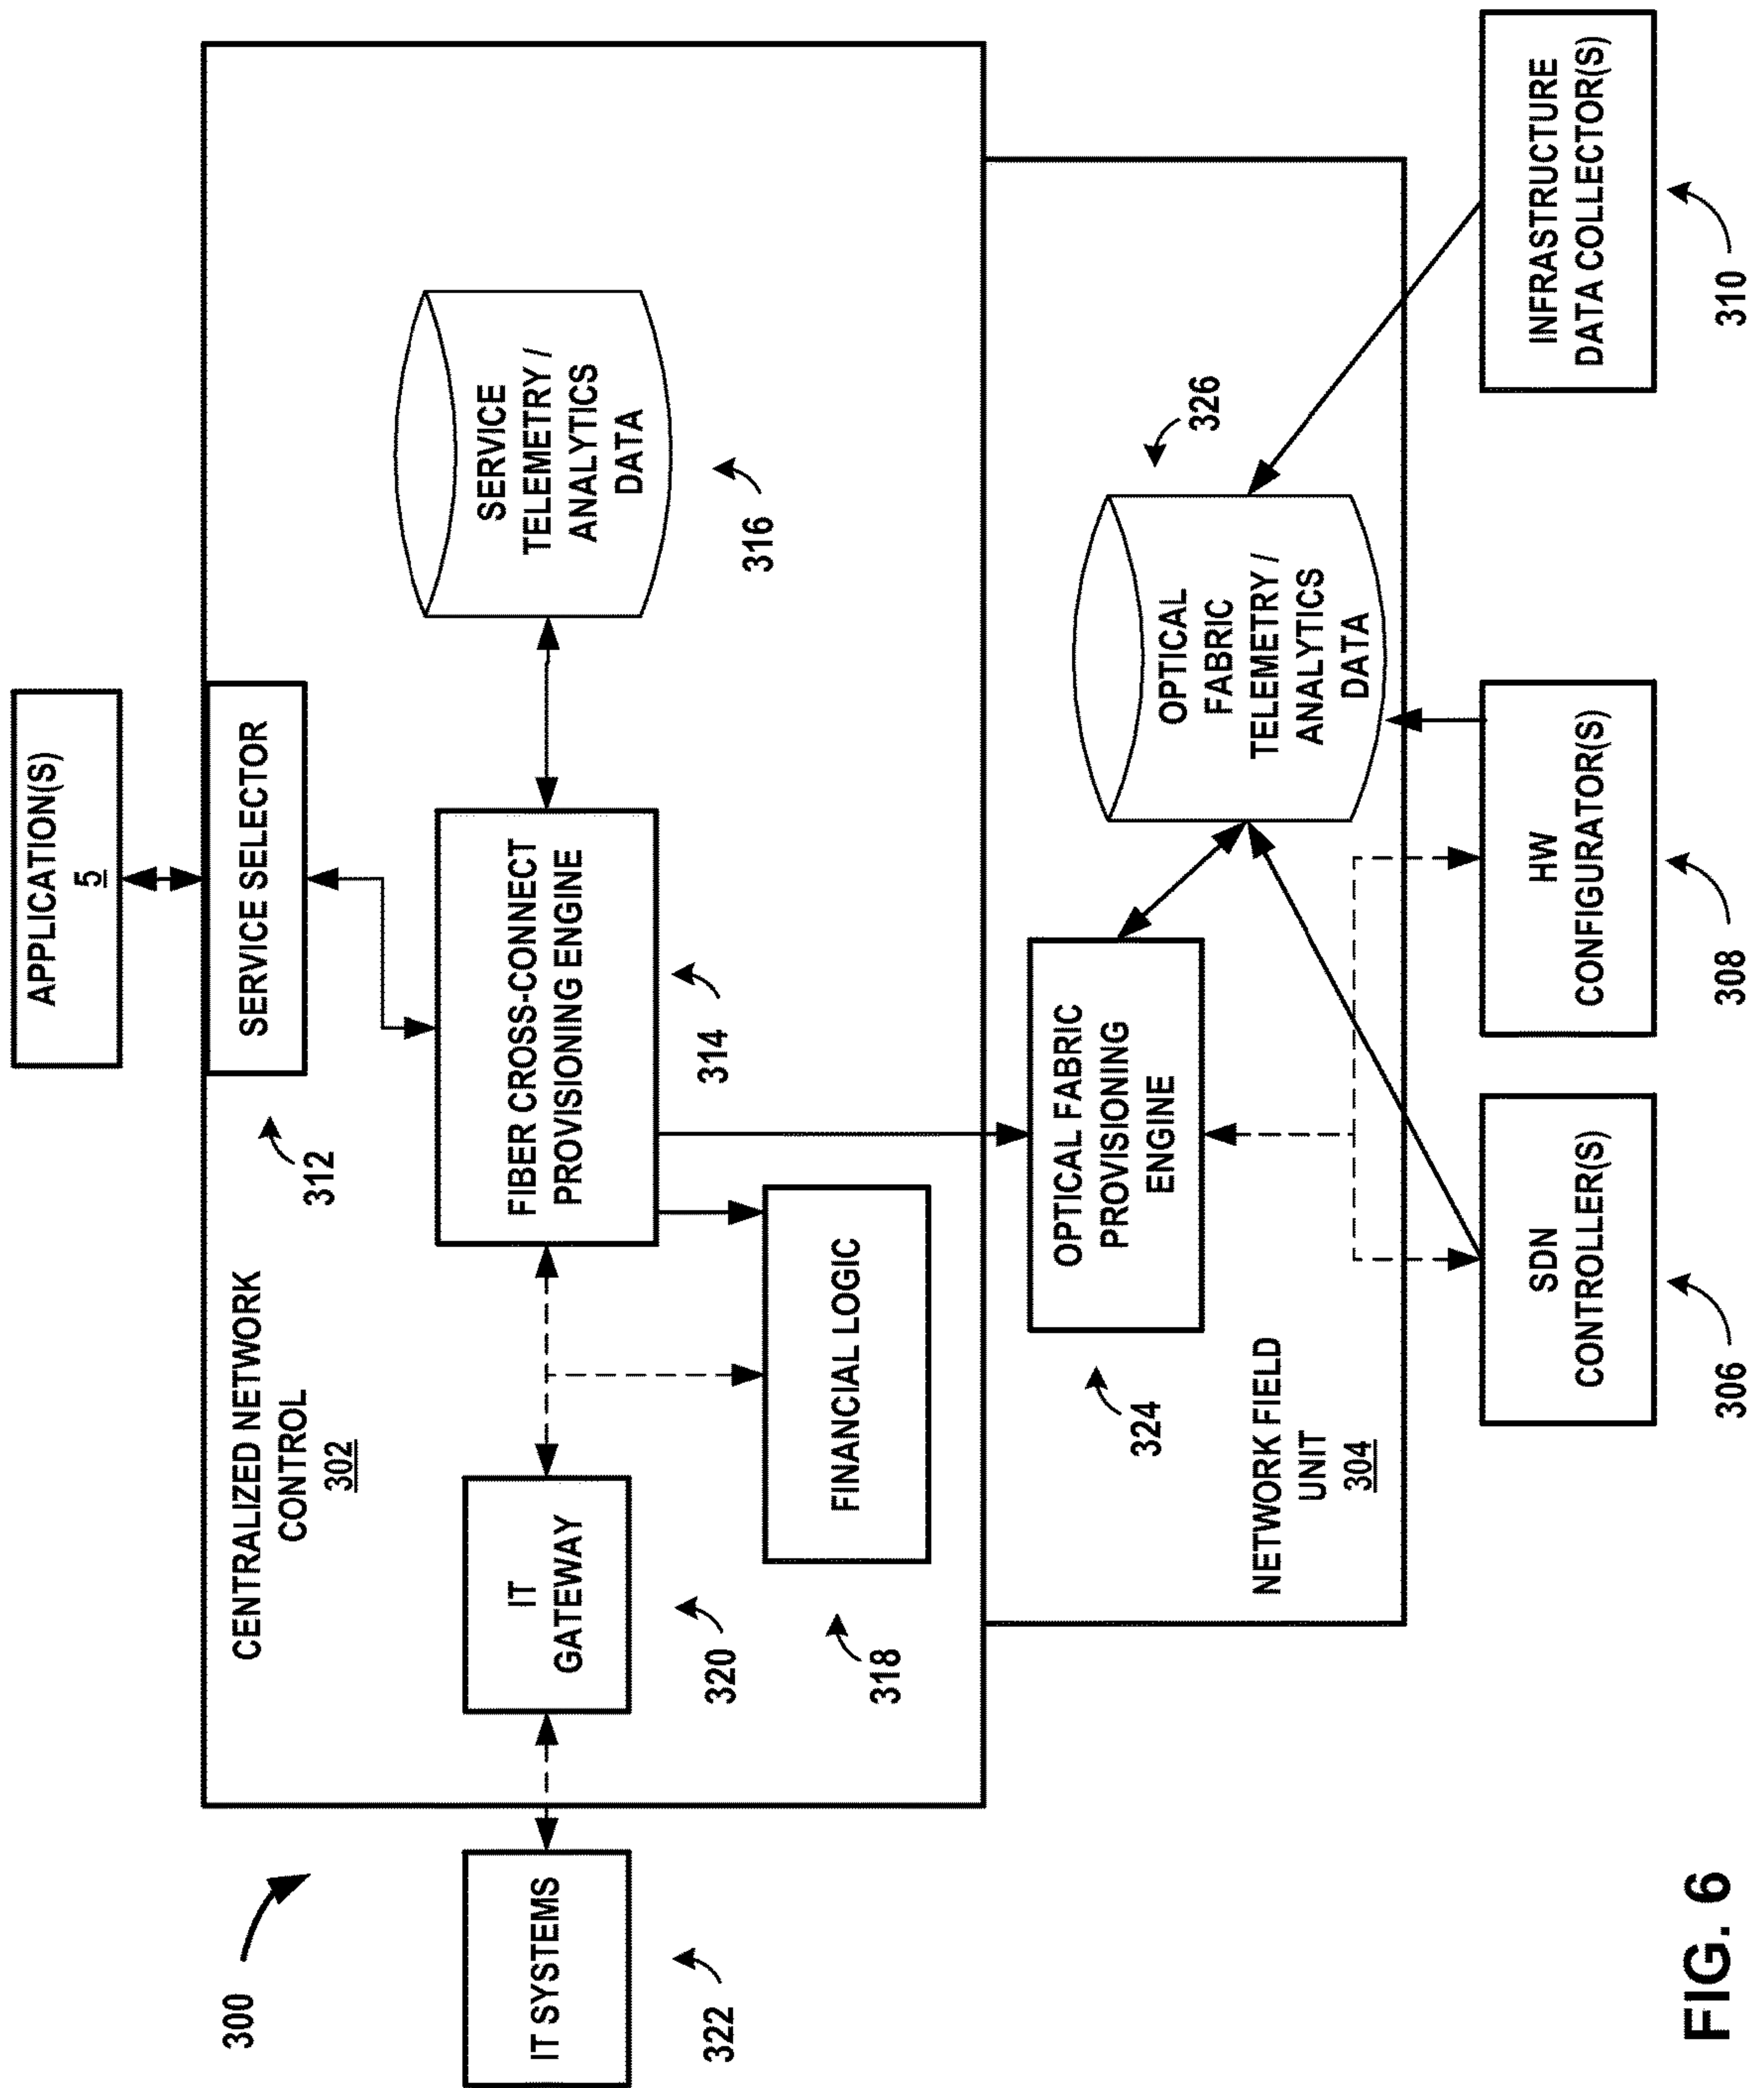 APPLICATION(S)
5
SERVICE SELECTOR
312
CENTRALIZED NETWORK
CONTROL
302
300
IT SYSTEMS
322
IT
GATEWAY
320
FIBER CROSS-CONNECT
PROVISIONING ENGINE
314
SERVICE
TELEMETRY /
ANALYTICS
DATA
316
FINANCIAL LOGIC
318
OPTICAL FABRIC
PROVISIONING
ENGINE
324
OPTICAL
FABRIC
TELEMETRY /
ANALYTICS
DATA
326
NETWORK FIELD
UNIT
304
SDN
CONTROLLER(S)
306
HW
CONFIGURATOR(S)
308
INFRASTRUCTURE
DATA COLLECTOR(S)
310
FIG. 6